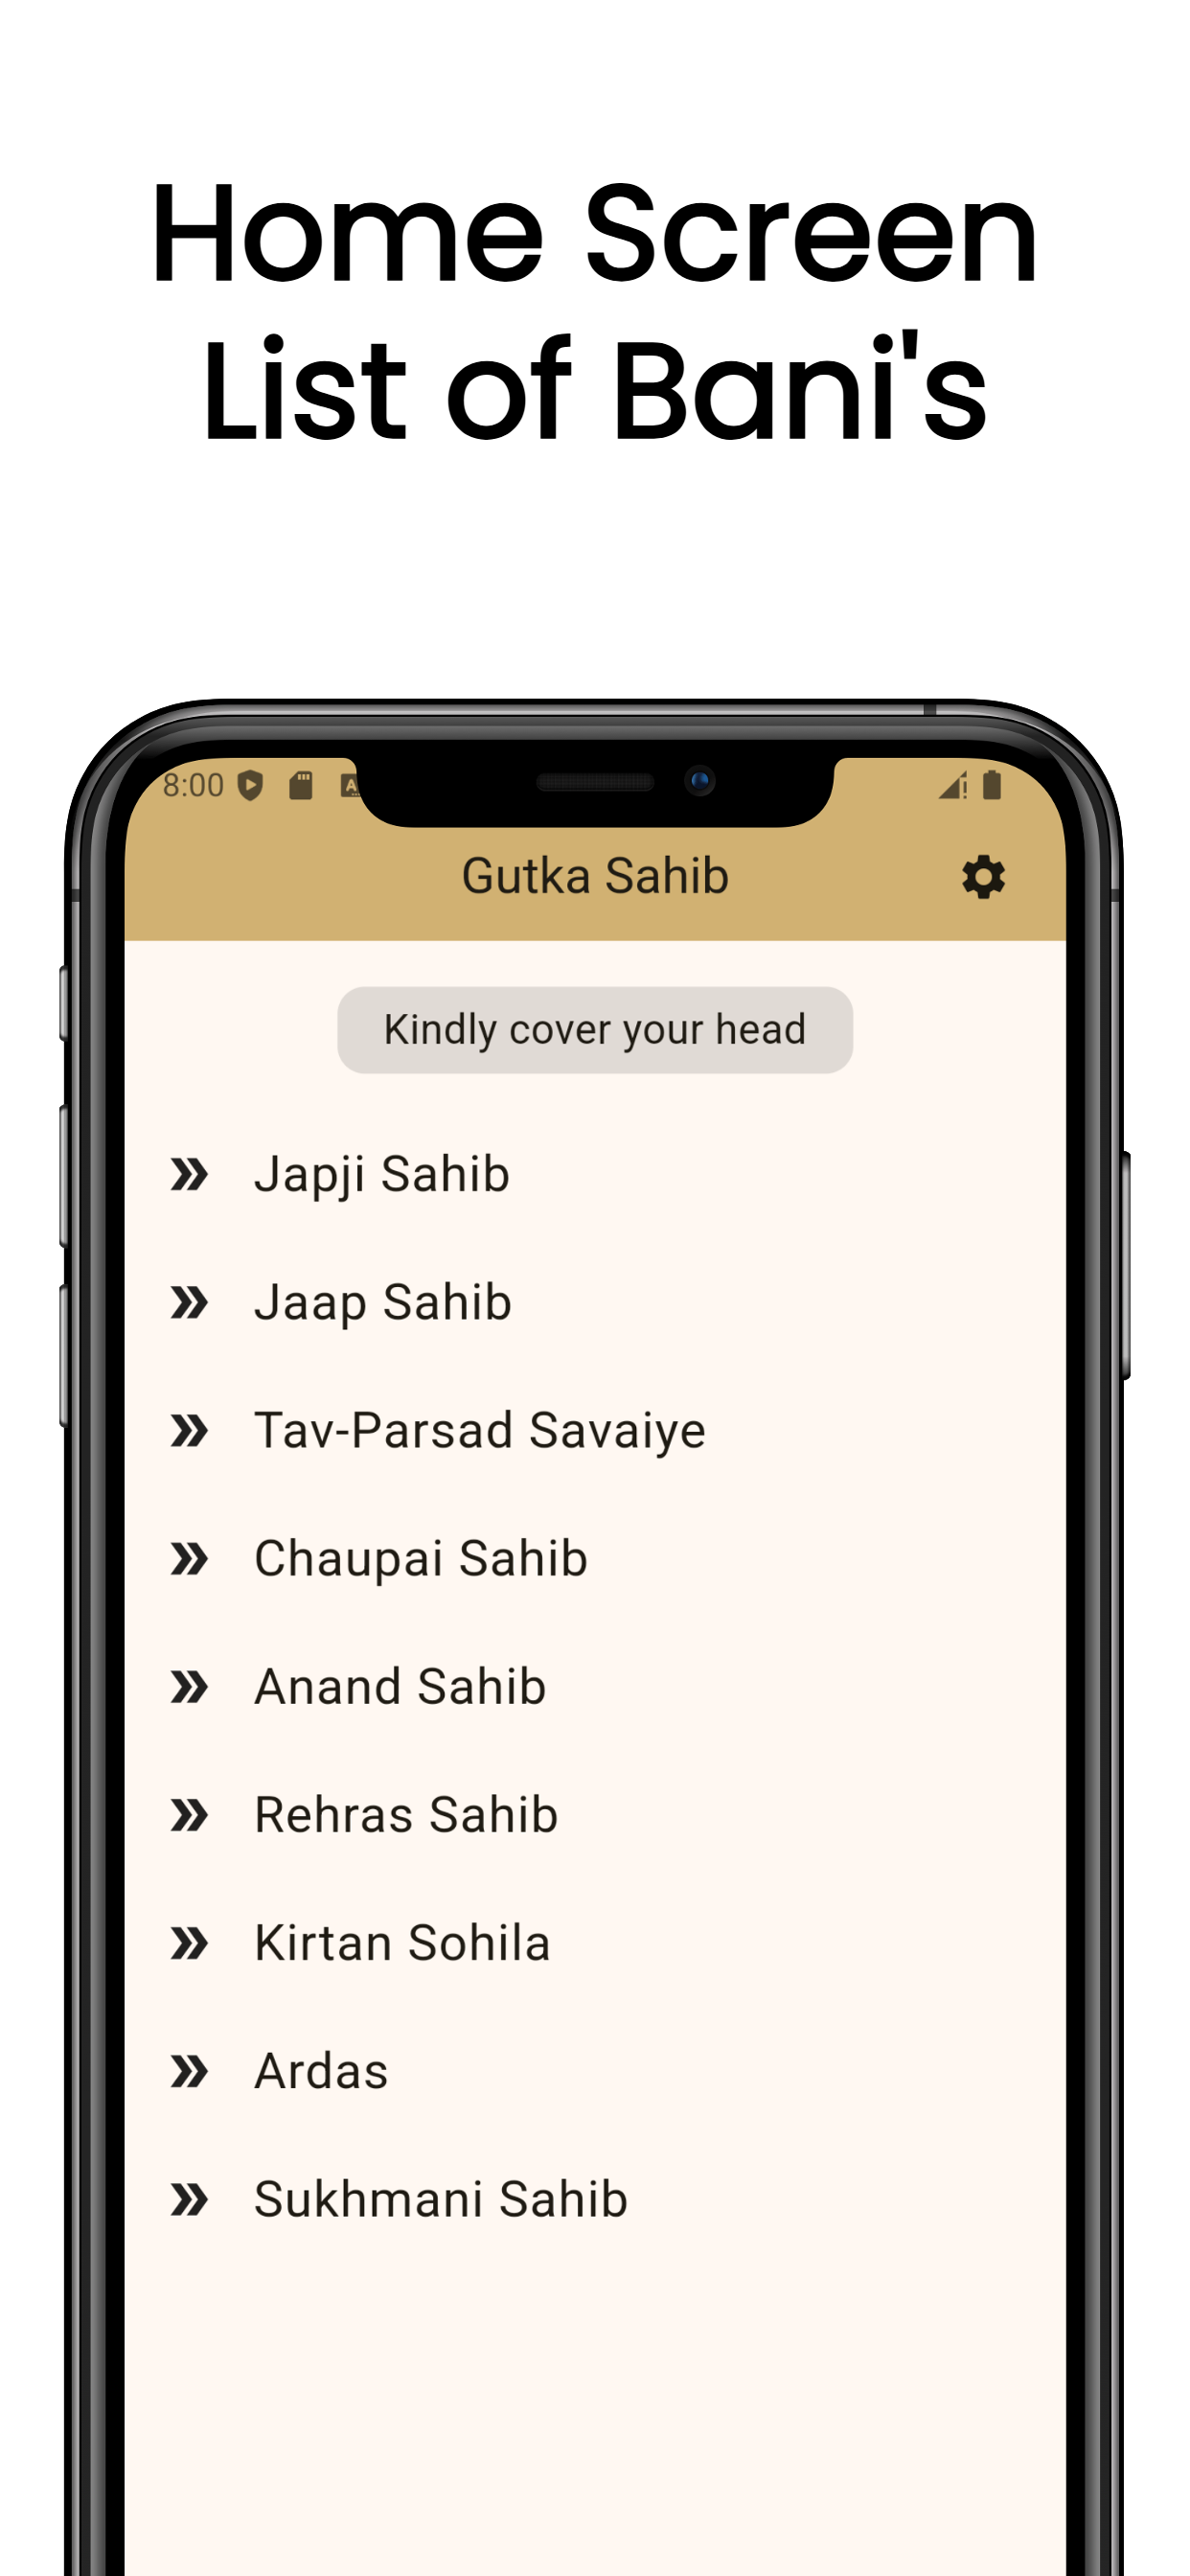 Home Screen
List of Bani's
8:00
Gutka Sahib
Kindly cover your head
Japji Sahib
Jaap Sahib
Tav-Parsad Savaiye
Chaupai Sahib
Anand Sahib
Rehras Sahib
Kirtan Sohila
Ardas
Sukhmani Sahib